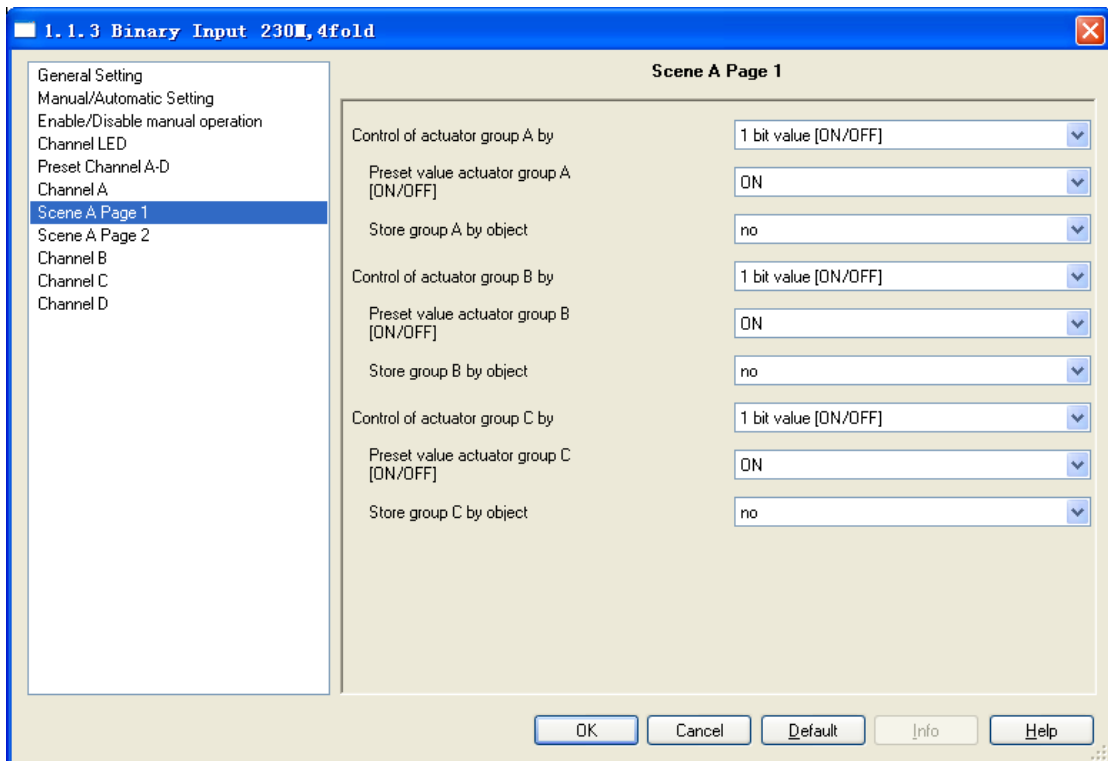 1.1.3 Binary Input 230M,4fold
General Setting
Manual/Automatic Setting
Enable/Disable manual operation
Channel LED
Preset Channel A-D
Channel A
Scene A Page 1
Scene A Page 2
Channel B
Channel C
Channel D
Scene A Page 1
Control of actuator group A by
1 bit value [ON/OFF]
Preset value actuator group A
[ON/OFF]
ON
Store group A by object
no
Control of actuator group B by
1 bit value [ON/OFF]
Preset value actuator group B
[ON/OFF]
ON
Store group B by object
no
Control of actuator group C by
1 bit value [ON/OFF]
Preset value actuator group C
[ON/OFF]
ON
Store group C by object
no
OK
Cancel
Default
Info
Help